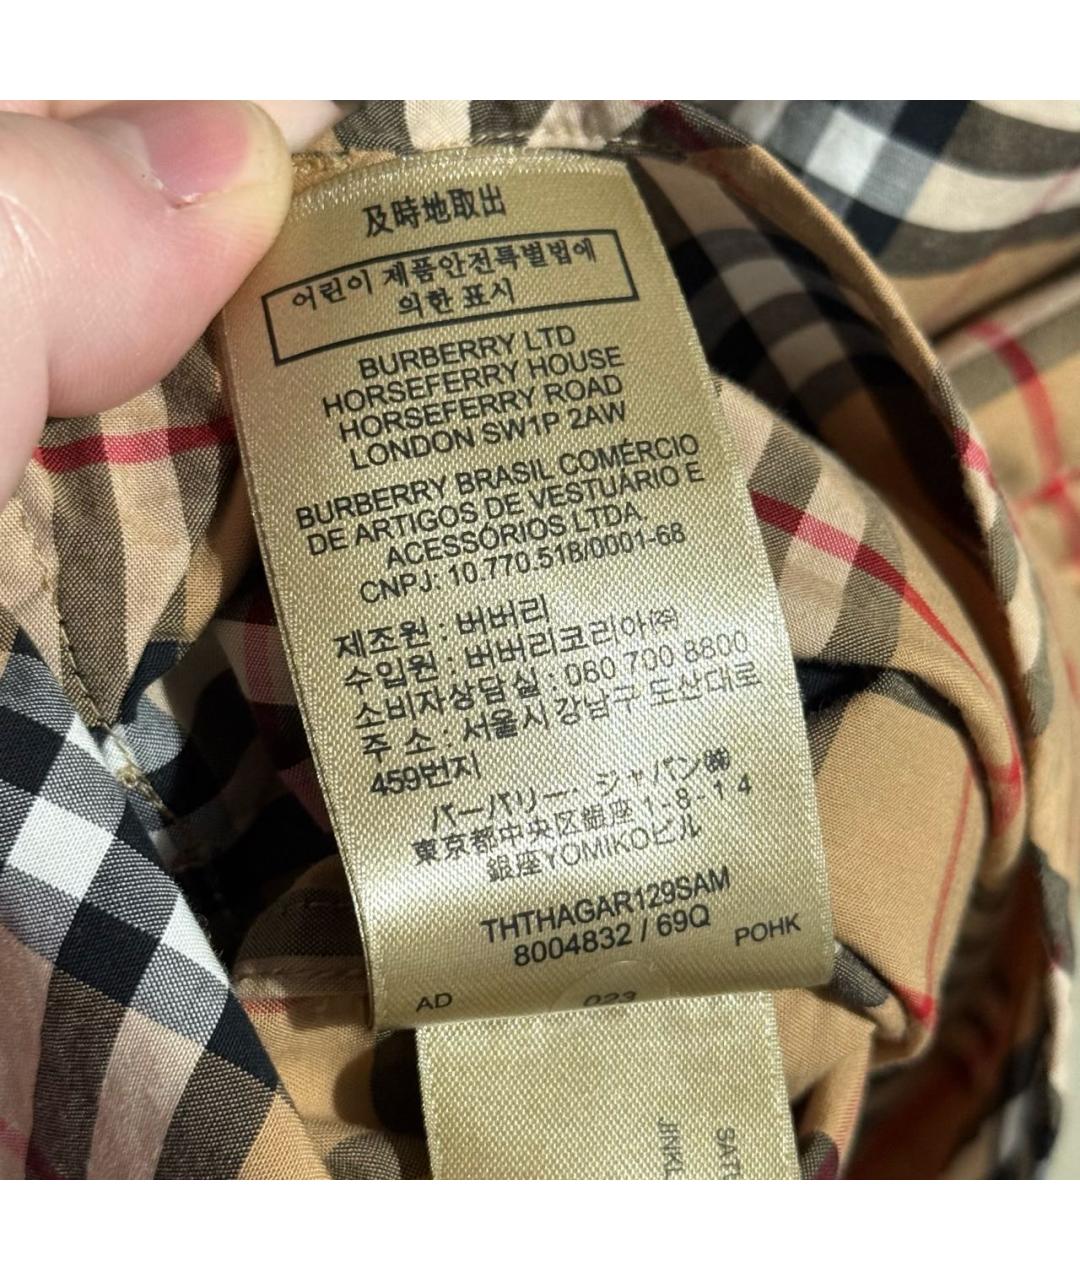 及時地取出
어린이 제품안전특별법에
의한 표시
BURBERRY LTD
HORSEFERRY HOUSE
HORSEFERRY ROAD
LONDON SW1P 2AW
BURBERRY BRASIL COMÉRCIO
DE ARTIGOS DE VESTUÁRIO E
ACESSÓRIOS LTDA.
CNPJ: 10.770.518/0001-68
제조원 : 버버리
수입원 : 버버리코리아㈜
소비자상담실 : 080 700 8800
주 소 : 서울시 강남구 도산대로
459번지
バーバリー・ジャパン㈱
東京都中央区銀座 1-8-14
銀座YOMIKOビル
THTHAGAR129SAM
8004832 / 69Q
POHK
AD
023